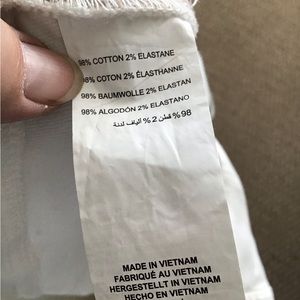 98% COTTON 2% ELASTANE
98% COTON 2% ÉLASTHANNE
98% BAUMWOLLE 2% ELASTAN
98% ALGODÓN 2% ELASTANO
98% قطن 2% ألياف لدنة
MADE IN VIETNAM
FABRIQUÉ AU VIETNAM
HERGESTELLT IN VIETNAM
HECHO EN VIETNAM